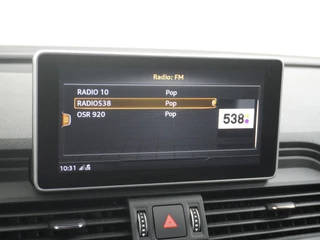 Radio: FM
RADIO 10 Pop
RADIO538 Pop
OSR 920 Pop
538
10:31